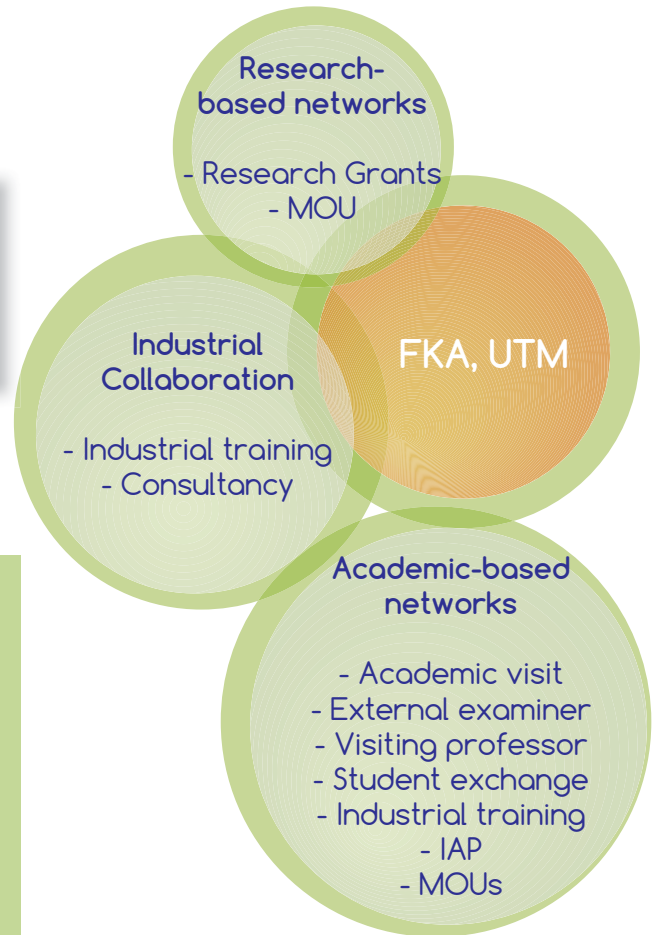 Research-
based networks
- Research Grants
- MOU
FKA, UTM
Industrial
Collaboration
- Industrial training
- Consultancy
Academic-based
networks
- Academic visit
- External examiner
- Visiting professor
- Student exchange
- Industrial training
- IAP
- MOUs